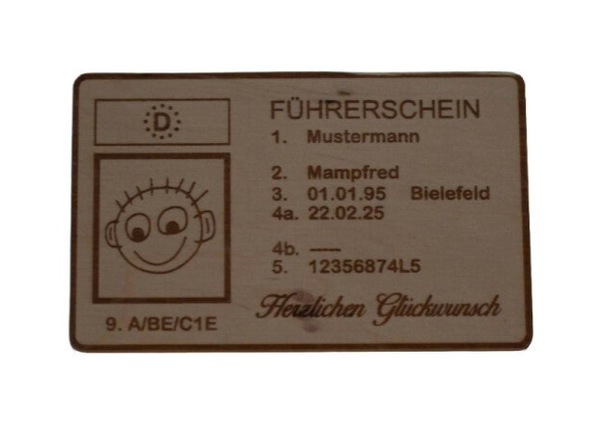 D
FÜHRERSCHEIN
1. Mustermann
2. Mampfred
3. 01.01.95 Bielefeld
4a. 22.02.25
4b. ----
5. 12356874L5
Herzlichen Glückwunsch
9. A/BE/C1E